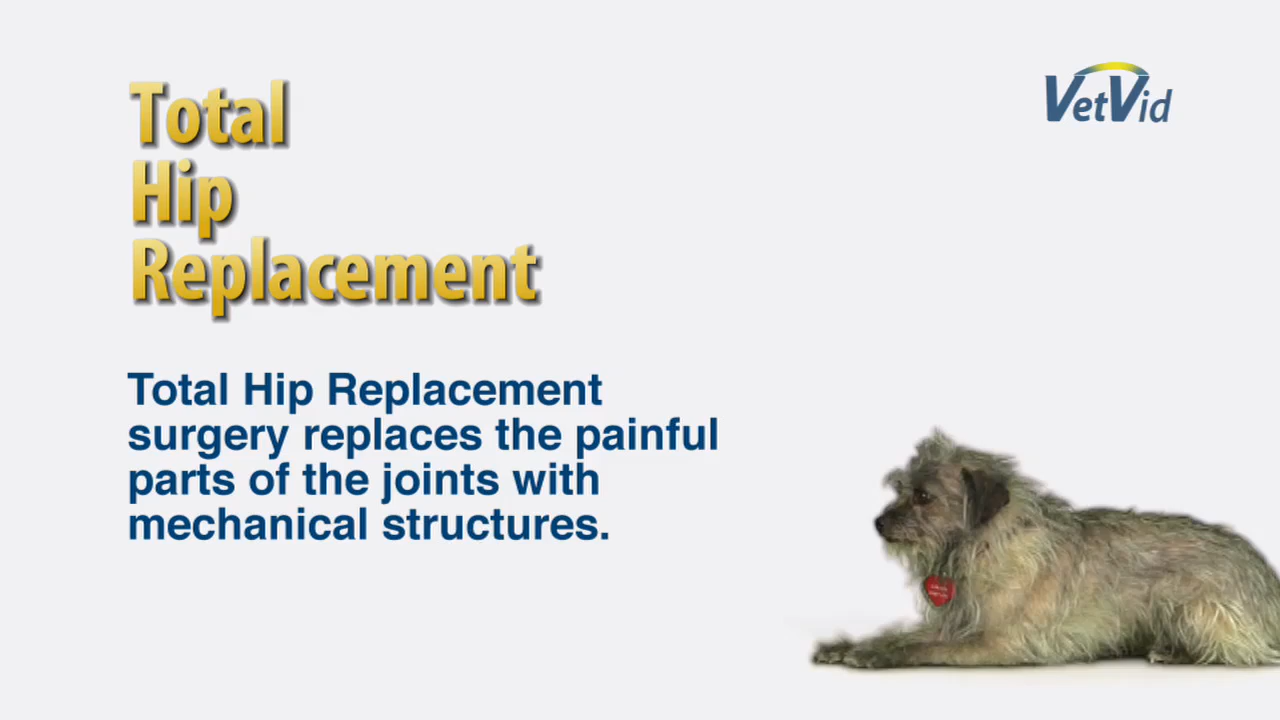 Total
Hip
Replacement
VetVid
Total Hip Replacement
surgery replaces the painful
parts of the joints with
mechanical structures.